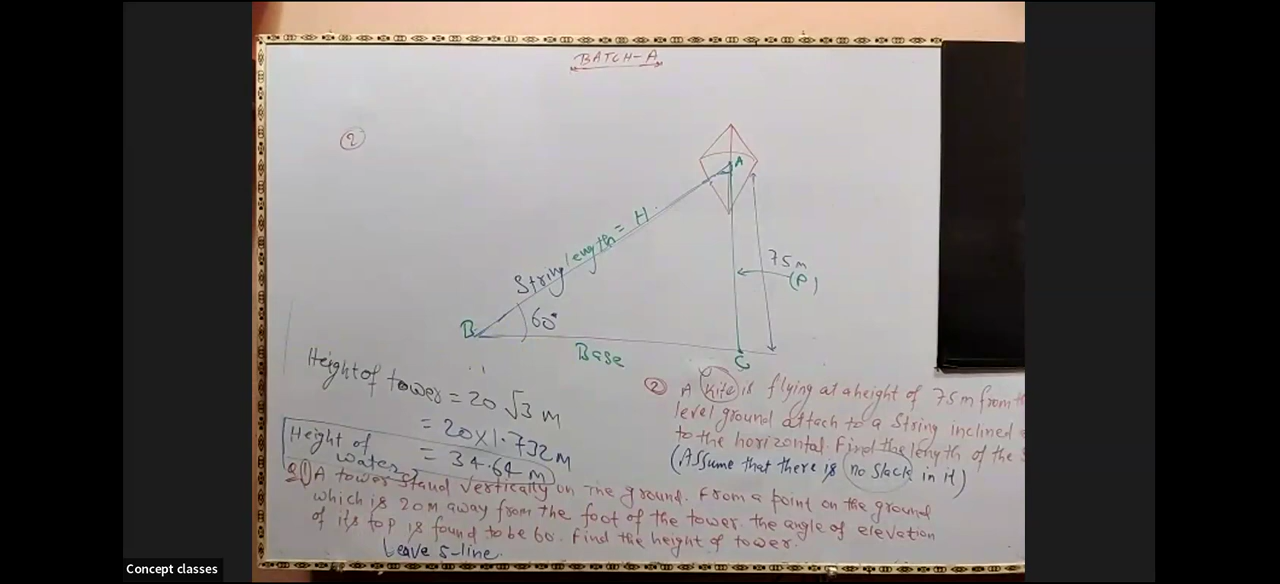 BATCH-A
2
A
String length = H
75m
(P)
B
60°
Base
C
Height of tower = 20 √3 m
= 20×1.732m
Height of water = 34.64 m
② A Kite is flying at a height of 75m from
level ground attach to a string inclined
to the horizontal. Find the length of the
(Assume that there is no slack in it)
Q1) A tower stand vertically on the ground. From a point on the ground
which is 20m away from the foot of the tower. the angle of elevation
of its top is found to be 60. Find the height of tower.
Leave 5-line.
Concept classes